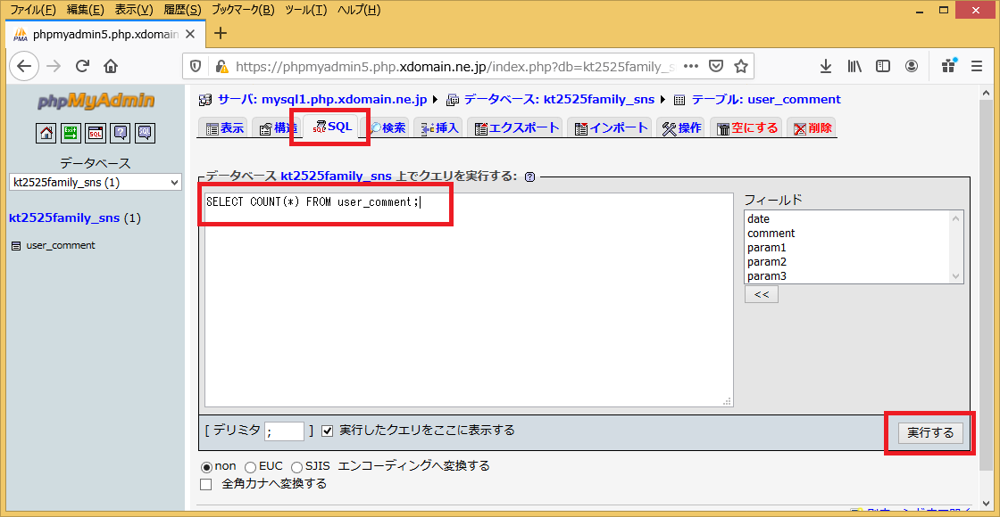 ファイル(F) 編集(E) 表示(V) 履歴(S) ブックマーク(B) ツール(T) ヘルプ(H)
PMA phpmyadmin5.php.xdomain
https://phpmyadmin5.php.xdomain.ne.jp/index.php?db=kt2525family_s
phpMyAdmin
データベース
kt2525family_sns (1)
kt2525family_sns (1)
user_comment
サーバ: mysql1.php.xdomain.ne.jp データベース: kt2525family_sns テーブル: user_comment
表示 構造 SQL 検索 挿入 エクスポート インポート 操作 空にする 削除
データベース kt2525family_sns 上でクエリを実行する:
SELECT COUNT(*) FROM user_comment;
フィールド
date
comment
param1
param2
param3
<<
[ デリミタ ; ] 実行したクエリをここに表示する
実行する
non EUC SJIS エンコーディングへ変換する
全角カナへ変換する